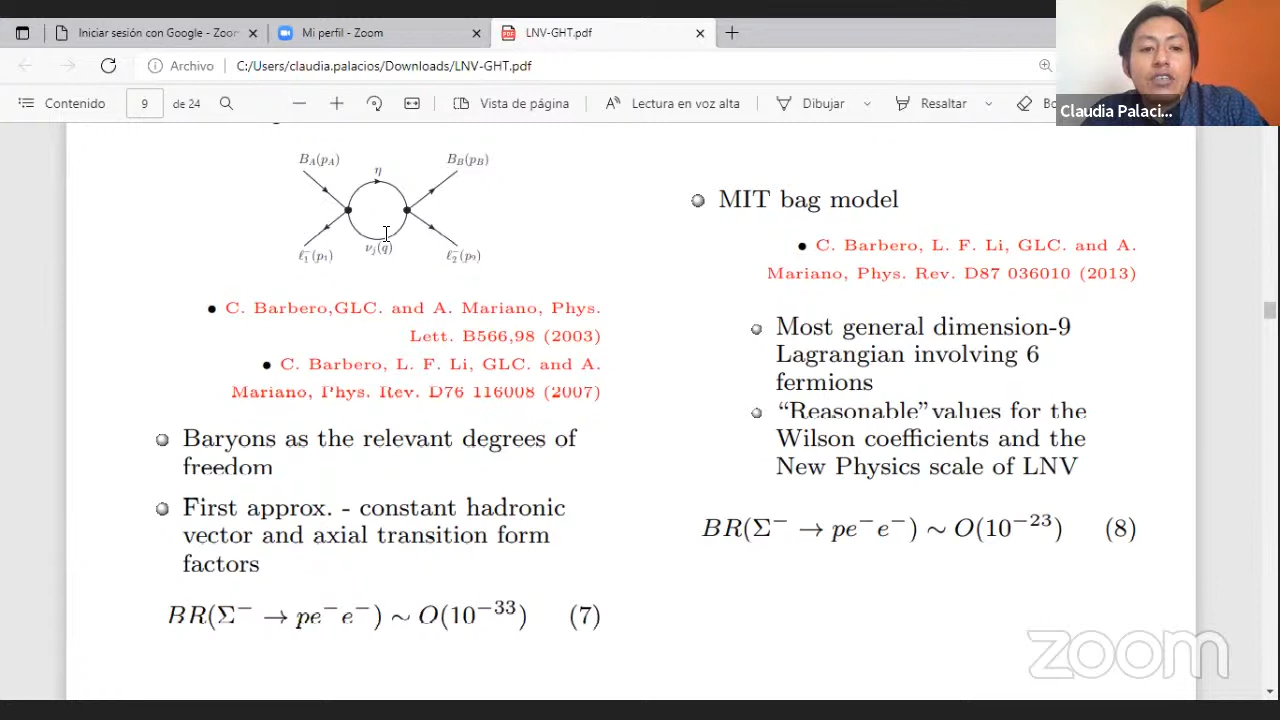 Iniciar sesión con Google - Zoom
Mi perfil - Zoom
LNV-GHT.pdf
Archivo
C:/Users/claudia.palacios/Downloads/LNV-GHT.pdf
Contenido
9
de 24
Vista de página
Lectura en voz alta
Dibujar
Resaltar
Claudia Palaci...
B_A(p_A)
η
B_B(p_B)
ℓ₁⁻(p₁)
ν_j(q)
ℓ₂⁻(p₂)
• C. Barbero,GLC. and A. Mariano, Phys.
Lett. B566,98 (2003)
• C. Barbero, L. F. Li, GLC. and A.
Mariano, Phys. Rev. D76 116008 (2007)
Baryons as the relevant degrees of
freedom
First approx. - constant hadronic
vector and axial transition form
factors
BR(Σ⁻ → pe⁻e⁻) ∼ O(10⁻³³) (7)
MIT bag model
• C. Barbero, L. F. Li, GLC. and A.
Mariano, Phys. Rev. D87 036010 (2013)
Most general dimension-9
Lagrangian involving 6
fermions
“Reasonable”values for the
Wilson coefficients and the
New Physics scale of LNV
BR(Σ⁻ → pe⁻e⁻) ∼ O(10⁻²³) (8)
zoom